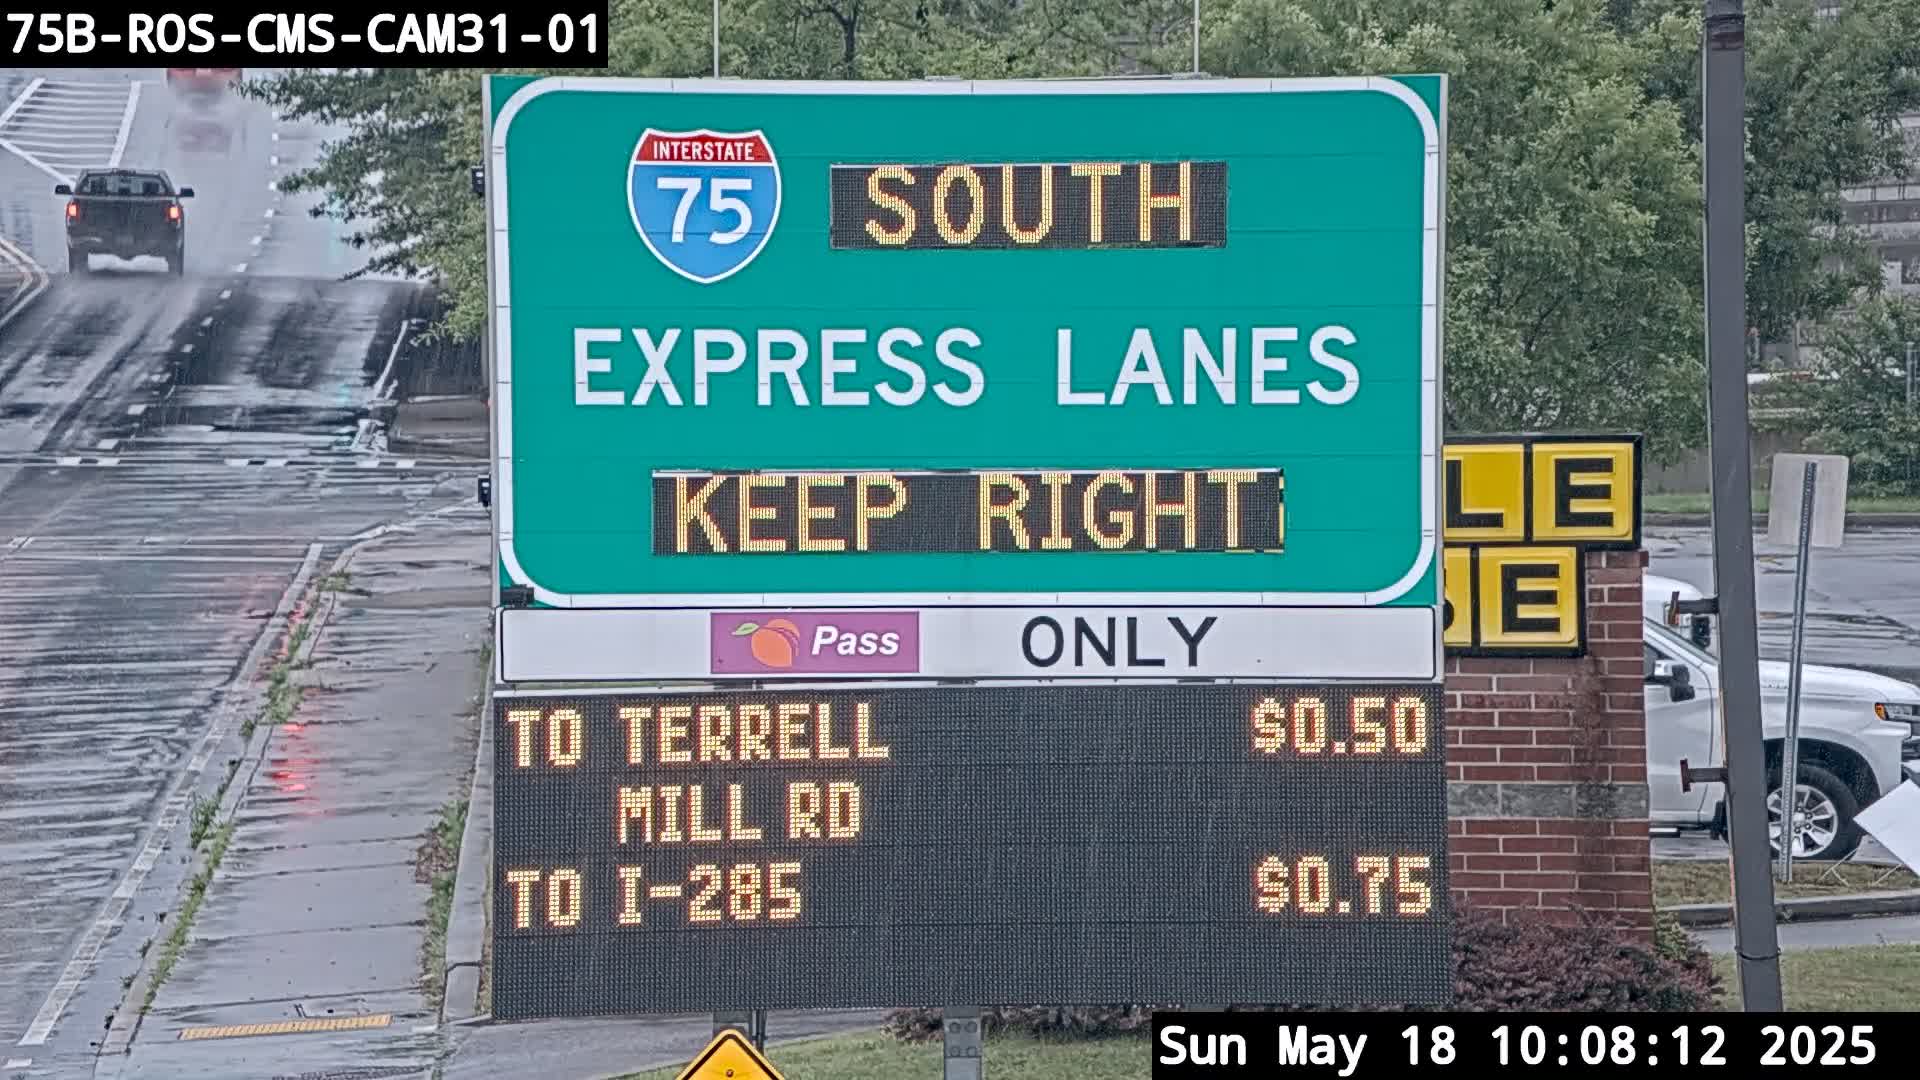 75B-ROS-CMS-CAM31-01
INTERSTATE
75
SOUTH
EXPRESS LANES
KEEP RIGHT
Pass ONLY
TO TERRELL $0.50
MILL RD
TO I-285 $0.75
LE
E
Sun May 18 10:08:12 2025